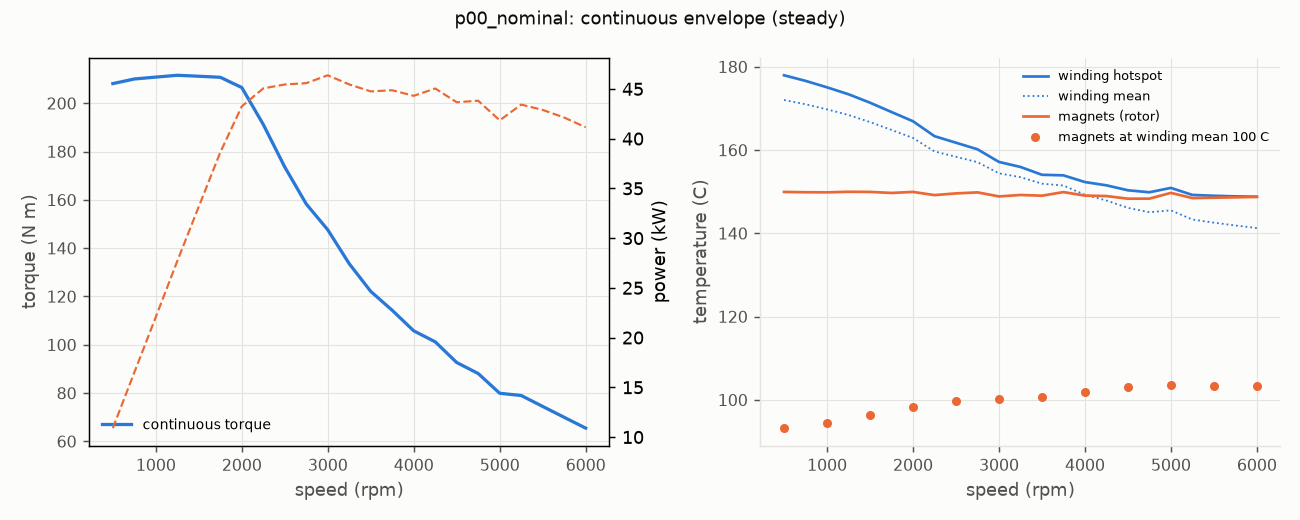 p00_nominal: continuous envelope (steady)
torque (N m)
200
180
160
140
120
100
80
60
continuous torque
1000 2000 3000 4000 5000 6000
speed (rpm)
45
40
35
30
25
20
15
10
power (kW)
temperature (C)
180
160
140
120
100
winding hotspot
winding mean
magnets (rotor)
magnets at winding mean 100 C
1000 2000 3000 4000 5000 6000
speed (rpm)